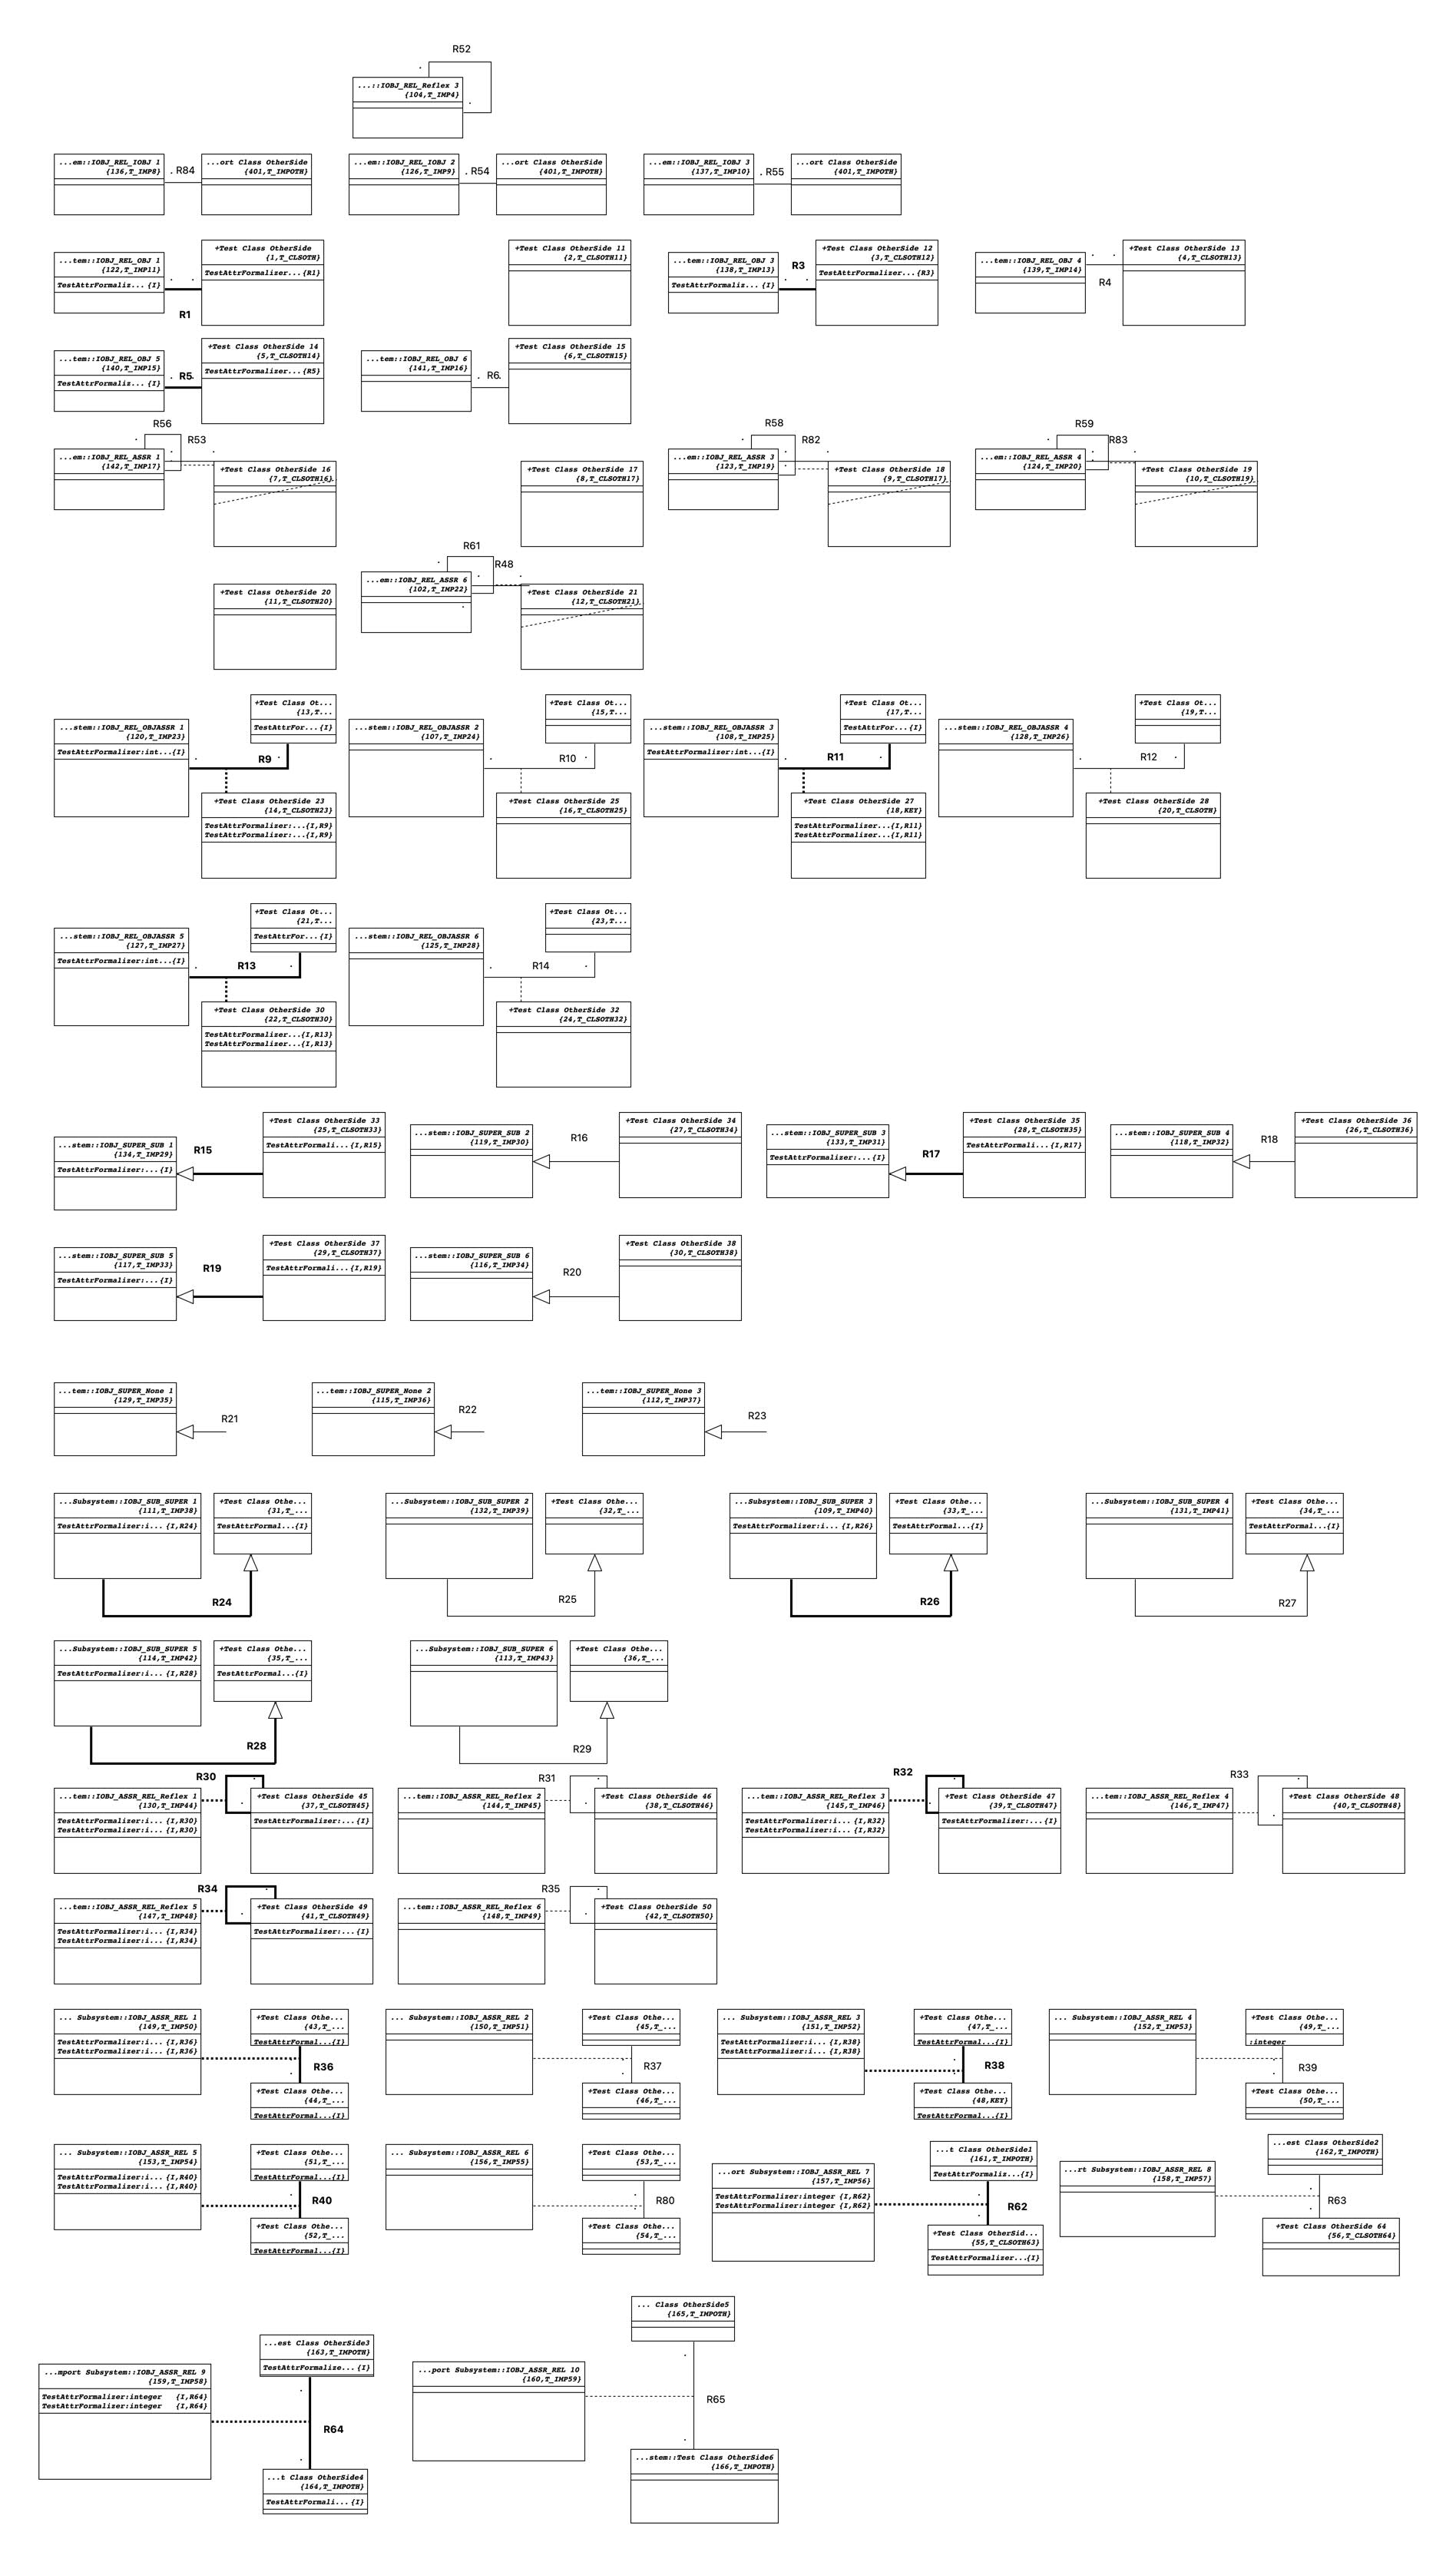 R52
...::IOBJ_REL_Reflex 3
{104,T_IMP4}
...em::IOBJ_REL_IOBJ 1
{136,T_IMP8}
R84
...ort Class OtherSide
{401,T_IMPOTH}
...em::IOBJ_REL_IOBJ 2
{126,T_IMP9}
R54
...ort Class OtherSide
{401,T_IMPOTH}
...em::IOBJ_REL_IOBJ 3
{137,T_IMP10}
R55
...ort Class OtherSide
{401,T_IMPOTH}
...tem::IOBJ_REL_OBJ 1
{122,T_IMP11}
TestAttrFormaliz... {I}
R1
+Test Class OtherSide
{1,T_CLSOTH}
TestAttrFormalizer... {R1}
+Test Class OtherSide 11
{2,T_CLSOTH11}
...tem::IOBJ_REL_OBJ 3
{138,T_IMP13}
TestAttrFormaliz... {I}
R3
+Test Class OtherSide 12
{3,T_CLSOTH12}
TestAttrFormalizer...{R3}
...tem::IOBJ_REL_OBJ 4
{139,T_IMP14}
R4
+Test Class OtherSide 13
{4,T_CLSOTH13}
...tem::IOBJ_REL_OBJ 5
{140,T_IMP15}
TestAttrFormaliz... {I}
R5
+Test Class OtherSide 14
{5,T_CLSOTH14}
TestAttrFormalizer...{R5}
...tem::IOBJ_REL_OBJ 6
{141,T_IMP16}
R6
+Test Class OtherSide 15
{6,T_CLSOTH15}
R56
R53
...em::IOBJ_REL_ASSR 1
{142,T_IMP17}
+Test Class OtherSide 16
{7,T_CLSOTH16}
+Test Class OtherSide 17
{8,T_CLSOTH17}
R58
R82
...em::IOBJ_REL_ASSR 3
{123,T_IMP19}
+Test Class OtherSide 18
{9,T_CLSOTH17}
R59
R83
...em::IOBJ_REL_ASSR 4
{124,T_IMP20}
+Test Class OtherSide 19
{10,T_CLSOTH19}
+Test Class OtherSide 20
{11,T_CLSOTH20}
R61
R48
...em::IOBJ_REL_ASSR 6
{102,T_IMP22}
+Test Class OtherSide 21
{12,T_CLSOTH21}
...stem::IOBJ_REL_OBJASSR 1
{120,T_IMP23}
TestAttrFormalizer:int...{I}
+Test Class Ot...
{13,T...
TestAttrFor...{I}
R9
+Test Class OtherSide 23
{14,T_CLSOTH23}
TestAttrFormalizer:...{I,R9}
TestAttrFormalizer:...{I,R9}
...stem::IOBJ_REL_OBJASSR 2
{107,T_IMP24}
+Test Class Ot...
{15,T...
R10
+Test Class OtherSide 25
{16,T_CLSOTH25}
...stem::IOBJ_REL_OBJASSR 3
{108,T_IMP25}
TestAttrFormalizer:int...{I}
+Test Class Ot...
{17,T...
TestAttrFor...{I}
R11
+Test Class OtherSide 27
{18,KEY}
TestAttrFormalizer...{I,R11}
TestAttrFormalizer...{I,R11}
...stem::IOBJ_REL_OBJASSR 4
{128,T_IMP26}
+Test Class Ot...
{19,T...
R12
+Test Class OtherSide 28
{20,T_CLSOTH}
...stem::IOBJ_REL_OBJASSR 5
{127,T_IMP27}
TestAttrFormalizer:int...{I}
+Test Class Ot...
{21,T...
TestAttrFor...{I}
R13
+Test Class OtherSide 30
{22,T_CLSOTH30}
TestAttrFormalizer...{I,R13}
TestAttrFormalizer...{I,R13}
...stem::IOBJ_REL_OBJASSR 6
{125,T_IMP28}
+Test Class Ot...
{23,T...
R14
+Test Class OtherSide 32
{24,T_CLSOTH32}
...stem::IOBJ_SUPER_SUB 1
{134,T_IMP29}
TestAttrFormalizer:...{I}
R15
+Test Class OtherSide 33
{25,T_CLSOTH33}
TestAttrFormali...{I,R15}
...stem::IOBJ_SUPER_SUB 2
{119,T_IMP30}
R16
+Test Class OtherSide 34
{27,T_CLSOTH34}
...stem::IOBJ_SUPER_SUB 3
{133,T_IMP31}
TestAttrFormalizer:...{I}
R17
+Test Class OtherSide 35
{28,T_CLSOTH35}
TestAttrFormali...{I,R17}
...stem::IOBJ_SUPER_SUB 4
{118,T_IMP32}
R18
+Test Class OtherSide 36
{26,T_CLSOTH36}
...stem::IOBJ_SUPER_SUB 5
{117,T_IMP33}
TestAttrFormalizer:...{I}
R19
+Test Class OtherSide 37
{29,T_CLSOTH37}
TestAttrFormali...{I,R19}
...stem::IOBJ_SUPER_SUB 6
{116,T_IMP34}
R20
+Test Class OtherSide 38
{30,T_CLSOTH38}
...tem::IOBJ_SUPER_None 1
{129,T_IMP35}
R21
...tem::IOBJ_SUPER_None 2
{115,T_IMP36}
R22
...tem::IOBJ_SUPER_None 3
{112,T_IMP37}
R23
...Subsystem::IOBJ_SUB_SUPER 1
{111,T_IMP38}
TestAttrFormalizer:i... {I,R24}
+Test Class Othe...
{31,T_...
TestAttrFormal...{I}
R24
...Subsystem::IOBJ_SUB_SUPER 2
{132,T_IMP39}
+Test Class Othe...
{32,T_...
R25
...Subsystem::IOBJ_SUB_SUPER 3
{109,T_IMP40}
TestAttrFormalizer:i... {I,R26}
+Test Class Othe...
{33,T_...
TestAttrFormal...{I}
R26
...Subsystem::IOBJ_SUB_SUPER 4
{131,T_IMP41}
+Test Class Othe...
{34,T_...
TestAttrFormal...{I}
R27
...Subsystem::IOBJ_SUB_SUPER 5
{114,T_IMP42}
TestAttrFormalizer:i... {I,R28}
+Test Class Othe...
{35,T_...
TestAttrFormal...{I}
R28
...Subsystem::IOBJ_SUB_SUPER 6
{113,T_IMP43}
+Test Class Othe...
{36,T_...
R29
R30
...tem::IOBJ_ASSR_REL_Reflex 1
{130,T_IMP44}
TestAttrFormalizer:i... {I,R30}
TestAttrFormalizer:i... {I,R30}
+Test Class OtherSide 45
{37,T_CLSOTH45}
TestAttrFormalizer:...{I}
R31
...tem::IOBJ_ASSR_REL_Reflex 2
{144,T_IMP45}
+Test Class OtherSide 46
{38,T_CLSOTH46}
R32
...tem::IOBJ_ASSR_REL_Reflex 3
{145,T_IMP46}
TestAttrFormalizer:i... {I,R32}
TestAttrFormalizer:i... {I,R32}
+Test Class OtherSide 47
{39,T_CLSOTH47}
TestAttrFormalizer:...{I}
R33
...tem::IOBJ_ASSR_REL_Reflex 4
{146,T_IMP47}
+Test Class OtherSide 48
{40,T_CLSOTH48}
R34
...tem::IOBJ_ASSR_REL_Reflex 5
{147,T_IMP48}
TestAttrFormalizer:i... {I,R34}
TestAttrFormalizer:i... {I,R34}
+Test Class OtherSide 49
{41,T_CLSOTH49}
TestAttrFormalizer:...{I}
R35
...tem::IOBJ_ASSR_REL_Reflex 6
{148,T_IMP49}
+Test Class OtherSide 50
{42,T_CLSOTH50}
... Subsystem::IOBJ_ASSR_REL 1
{149,T_IMP50}
TestAttrFormalizer:i... {I,R36}
TestAttrFormalizer:i... {I,R36}
+Test Class Othe...
{43,T_...
TestAttrFormal...{I}
R36
+Test Class Othe...
{44,T_...
TestAttrFormal...{I}
... Subsystem::IOBJ_ASSR_REL 2
{150,T_IMP51}
+Test Class Othe...
{45,T_...
R37
+Test Class Othe...
{46,T_...
... Subsystem::IOBJ_ASSR_REL 3
{151,T_IMP52}
TestAttrFormalizer:i... {I,R38}
TestAttrFormalizer:i... {I,R38}
+Test Class Othe...
{47,T_...
TestAttrFormal...{I}
R38
+Test Class Othe...
{48,KEY}
TestAttrFormal...{I}
... Subsystem::IOBJ_ASSR_REL 4
{152,T_IMP53}
+Test Class Othe...
{49,T_...
:integer
R39
+Test Class Othe...
{50,T_...
... Subsystem::IOBJ_ASSR_REL 5
{153,T_IMP54}
TestAttrFormalizer:i... {I,R40}
TestAttrFormalizer:i... {I,R40}
+Test Class Othe...
{51,T_...
TestAttrFormal...{I}
R40
+Test Class Othe...
{52,T_...
TestAttrFormal...{I}
... Subsystem::IOBJ_ASSR_REL 6
{156,T_IMP55}
+Test Class Othe...
{53,T_...
R80
+Test Class Othe...
{54,T_...
...ort Subsystem::IOBJ_ASSR_REL 7
{157,T_IMP56}
TestAttrFormalizer:integer {I,R62}
TestAttrFormalizer:integer {I,R62}
...t Class OtherSide1
{161,T_IMPOTH}
TestAttrFormaliz...{I}
R62
+Test Class OtherSid...
{55,T_CLSOTH63}
TestAttrFormalizer...{I}
...rt Subsystem::IOBJ_ASSR_REL 8
{158,T_IMP57}
...est Class OtherSide2
{162,T_IMPOTH}
R63
+Test Class OtherSide 64
{56,T_CLSOTH64}
...mport Subsystem::IOBJ_ASSR_REL 9
{159,T_IMP58}
TestAttrFormalizer:integer {I,R64}
TestAttrFormalizer:integer {I,R64}
...est Class OtherSide3
{163,T_IMPOTH}
TestAttrFormalize... {I}
R64
...t Class OtherSide4
{164,T_IMPOTH}
TestAttrFormali... {I}
...port Subsystem::IOBJ_ASSR_REL 10
{160,T_IMP59}
... Class OtherSide5
{165,T_IMPOTH}
R65
...stem::Test Class OtherSide6
{166,T_IMPOTH}